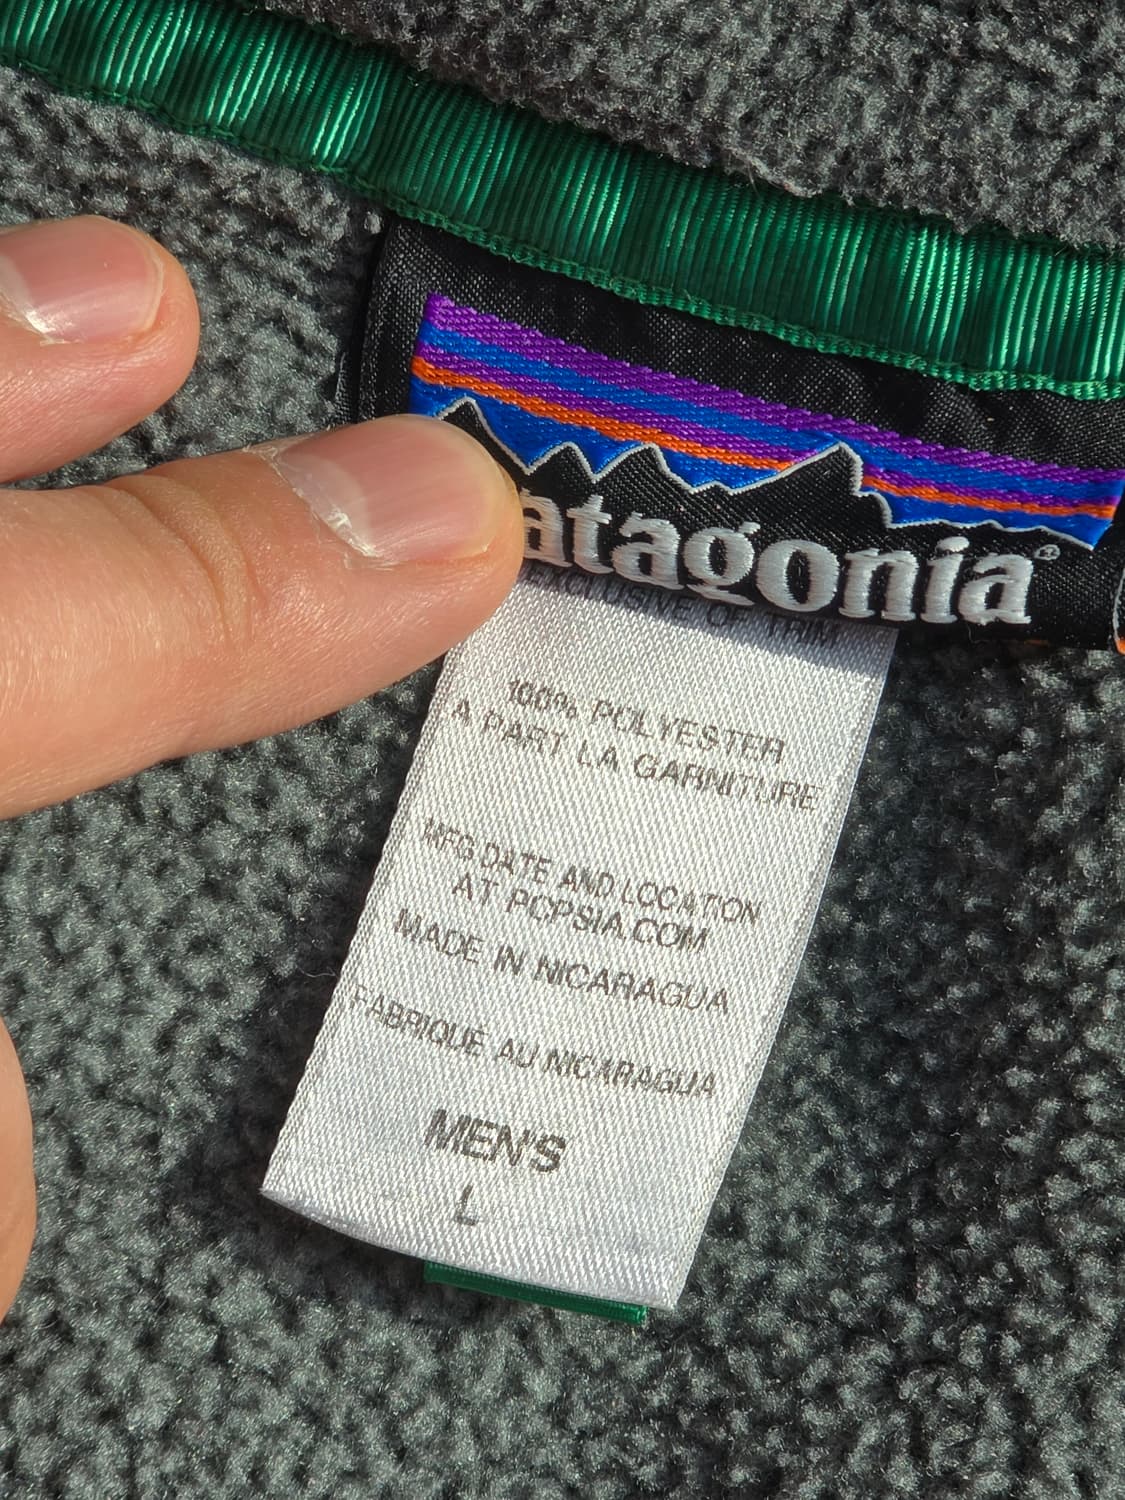 atagonia®
EXCLUSIVE OF TRIM
100% POLYESTER
A PART LA GARNITURE
MFG DATE AND LOCATION
AT PCPSIA.COM
MADE IN NICARAGUA
FABRIQUE AU NICARAGUA
MEN'S
L